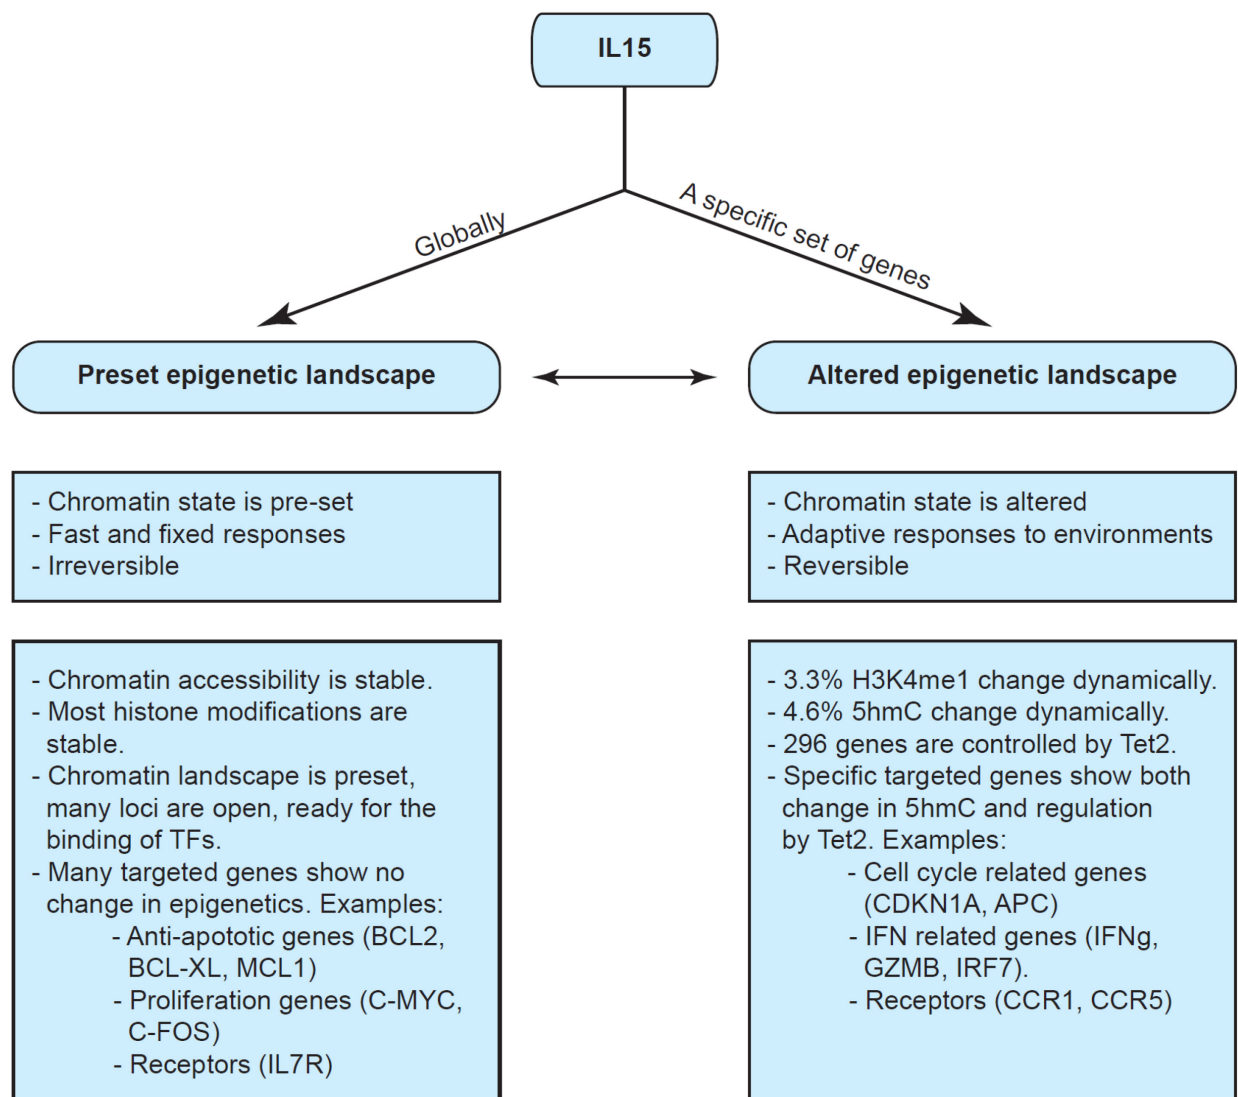 IL15
Globally
A specific set of genes
Preset epigenetic landscape
Altered epigenetic landscape
- Chromatin state is pre-set
- Fast and fixed responses
- Irreversible
- Chromatin state is altered
- Adaptive responses to environments
- Reversible
- Chromatin accessibility is stable.
- Most histone modifications are
stable.
- Chromatin landscape is preset,
many loci are open, ready for the
binding of TFs.
- Many targeted genes show no
change in epigenetics. Examples:
- Anti-apototic genes (BCL2,
BCL-XL, MCL1)
- Proliferation genes (C-MYC,
C-FOS)
- Receptors (IL7R)
- 3.3% H3K4me1 change dynamically.
- 4.6% 5hmC change dynamically.
- 296 genes are controlled by Tet2.
- Specific targeted genes show both
change in 5hmC and regulation
by Tet2. Examples:
- Cell cycle related genes
(CDKN1A, APC)
- IFN related genes (IFNg,
GZMB, IRF7).
- Receptors (CCR1, CCR5)